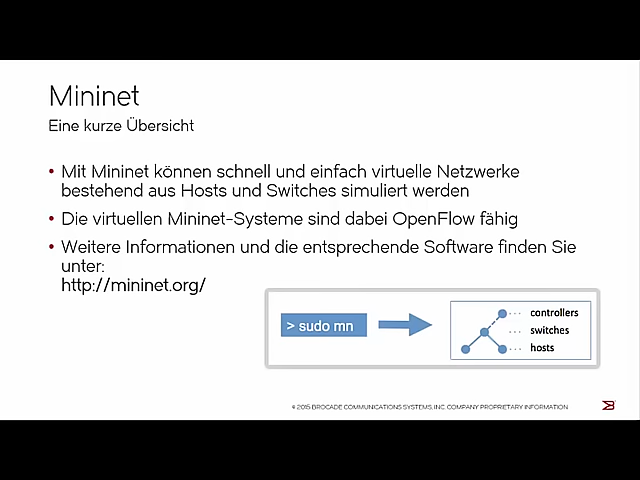 Mininet
Eine kurze Übersicht
• Mit Mininet können schnell und einfach virtuelle Netzwerke
bestehend aus Hosts und Switches simuliert werden
• Die virtuellen Mininet-Systeme sind dabei OpenFlow fähig
• Weitere Informationen und die entsprechende Software finden Sie
unter:
http://mininet.org/
> sudo mn
controllers
switches
hosts
© 2015 BROCADE COMMUNICATIONS SYSTEMS, INC. COMPANY PROPRIETARY INFORMATION